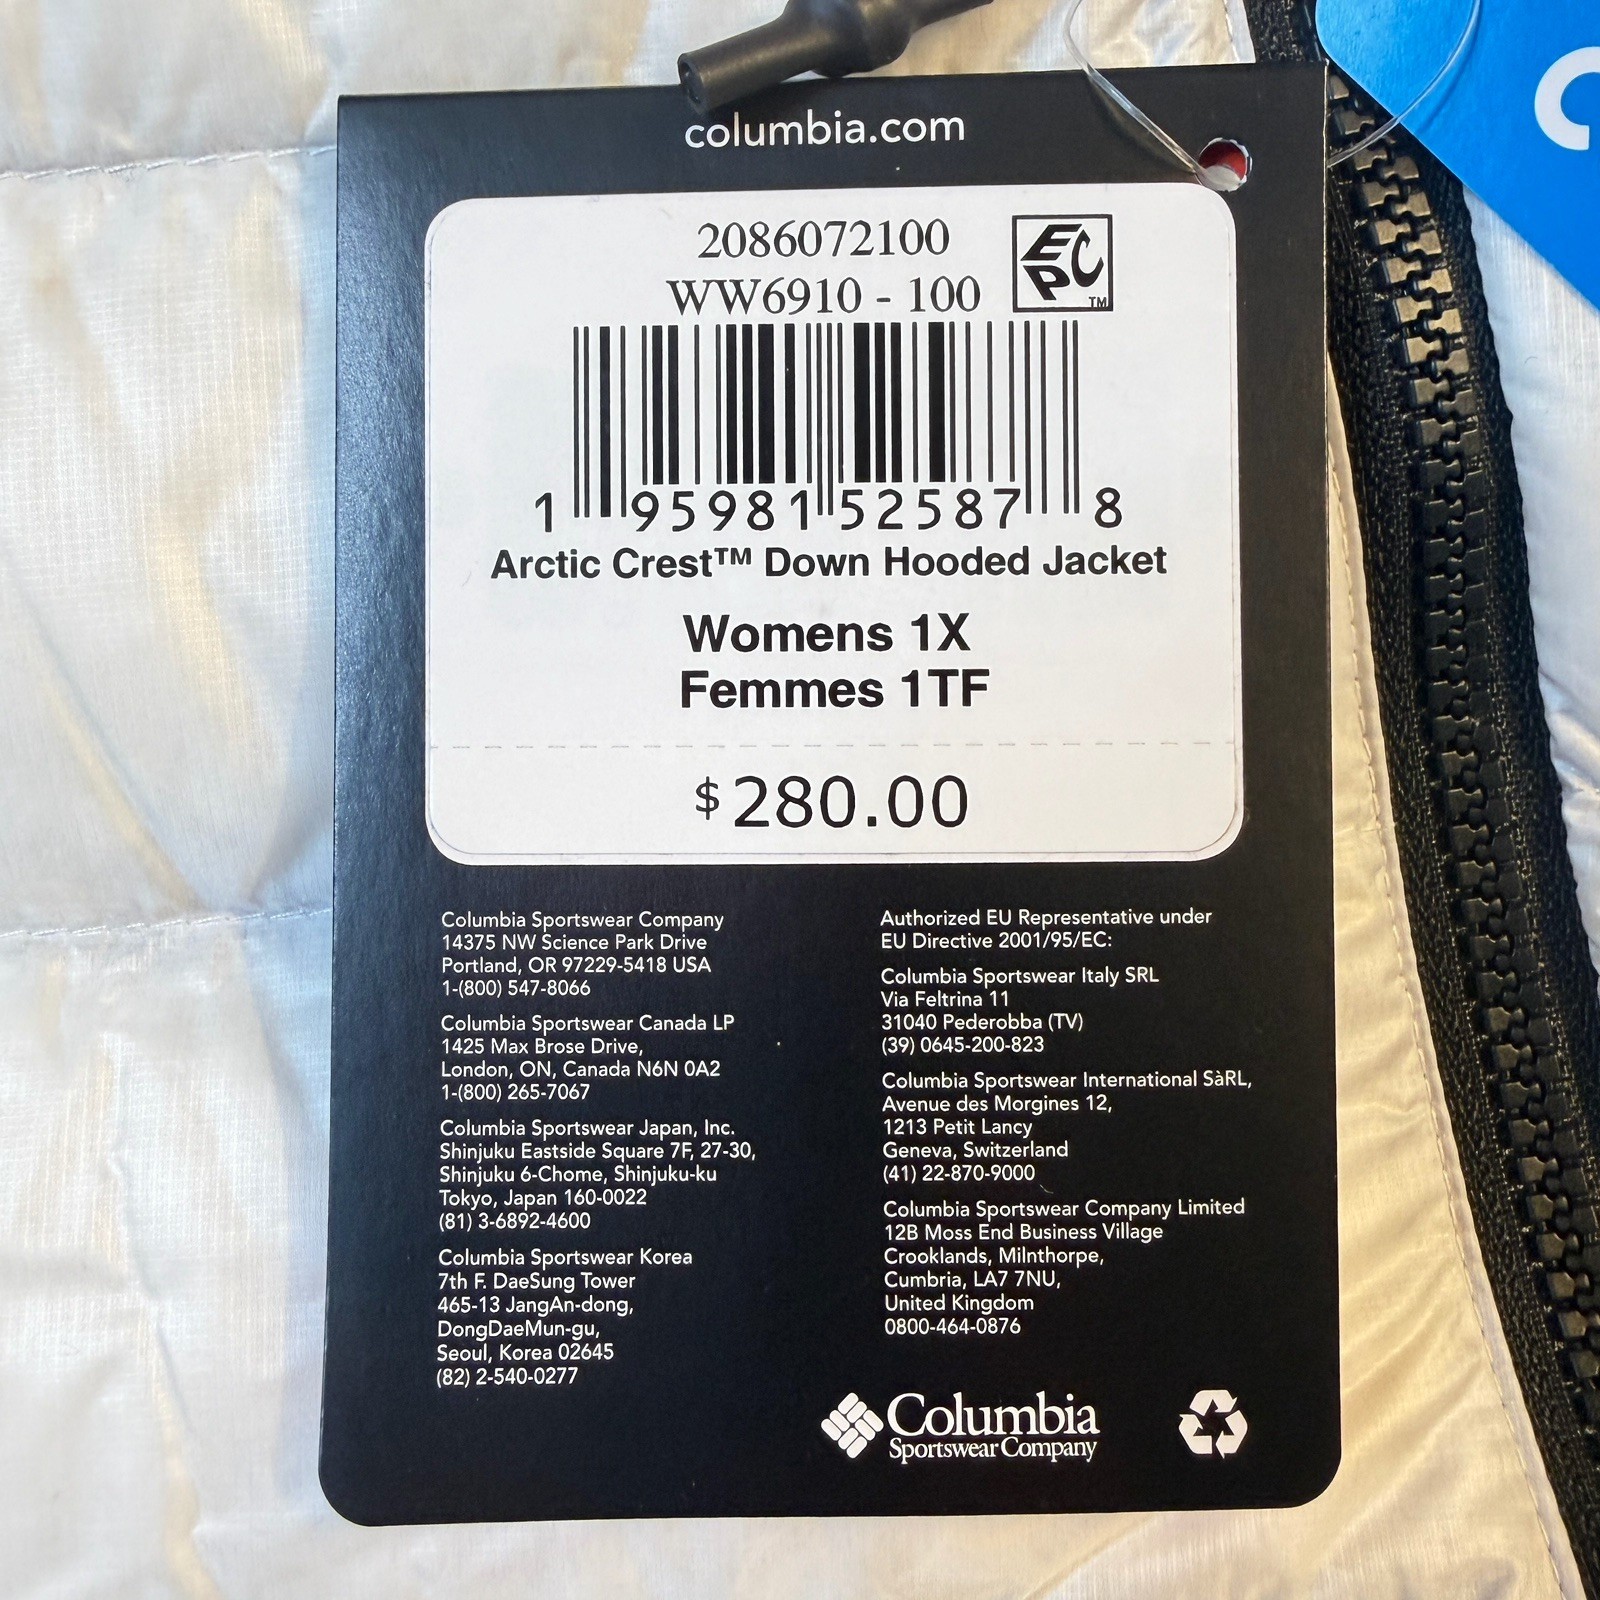 columbia.com
2086072100
WW6910 - 100
EPC™
1 95981 52587 8
Arctic Crest™ Down Hooded Jacket
Womens 1X
Femmes 1TF
$280.00
Columbia Sportswear Company
14375 NW Science Park Drive
Portland, OR 97229-5418 USA
1-(800) 547-8066
Columbia Sportswear Canada LP
1425 Max Brose Drive,
London, ON, Canada N6N 0A2
1-(800) 265-7067
Columbia Sportswear Japan, Inc.
Shinjuku Eastside Square 7F, 27-30,
Shinjuku 6-Chome, Shinjuku-ku
Tokyo, Japan 160-0022
(81) 3-6892-4600
Columbia Sportswear Korea
7th F. DaeSung Tower
465-13 JangAn-dong,
DongDaeMun-gu,
Seoul, Korea 02645
(82) 2-540-0277
Authorized EU Representative under
EU Directive 2001/95/EC:
Columbia Sportswear Italy SRL
Via Feltrina 11
31040 Pederobba (TV)
(39) 0645-200-823
Columbia Sportswear International SàRL,
Avenue des Morgines 12,
1213 Petit Lancy
Geneva, Switzerland
(41) 22-870-9000
Columbia Sportswear Company Limited
12B Moss End Business Village
Crooklands, Milnthorpe,
Cumbria, LA7 7NU,
United Kingdom
0800-464-0876
Columbia
Sportswear Company